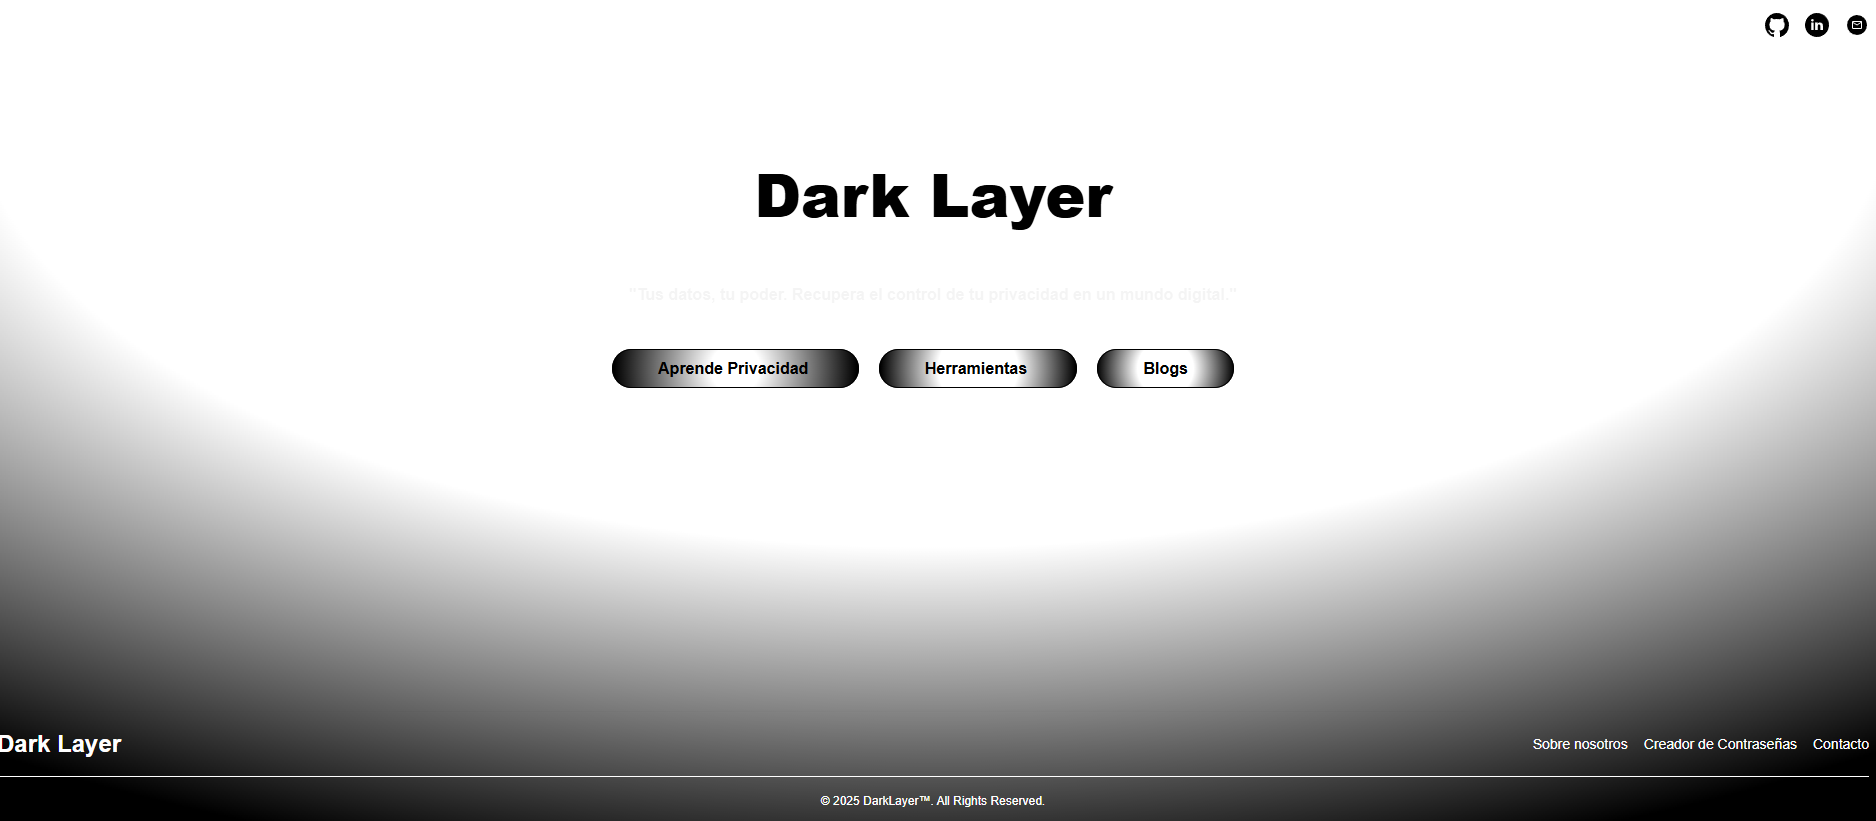 in
Dark Layer
"Tus datos, tu poder. Recupera el control de tu privacidad en un mundo digital."
Aprende Privacidad
Herramientas
Blogs
Dark Layer
Sobre nosotros
Creador de Contraseñas
Contacto
© 2025 DarkLayer™. All Rights Reserved.